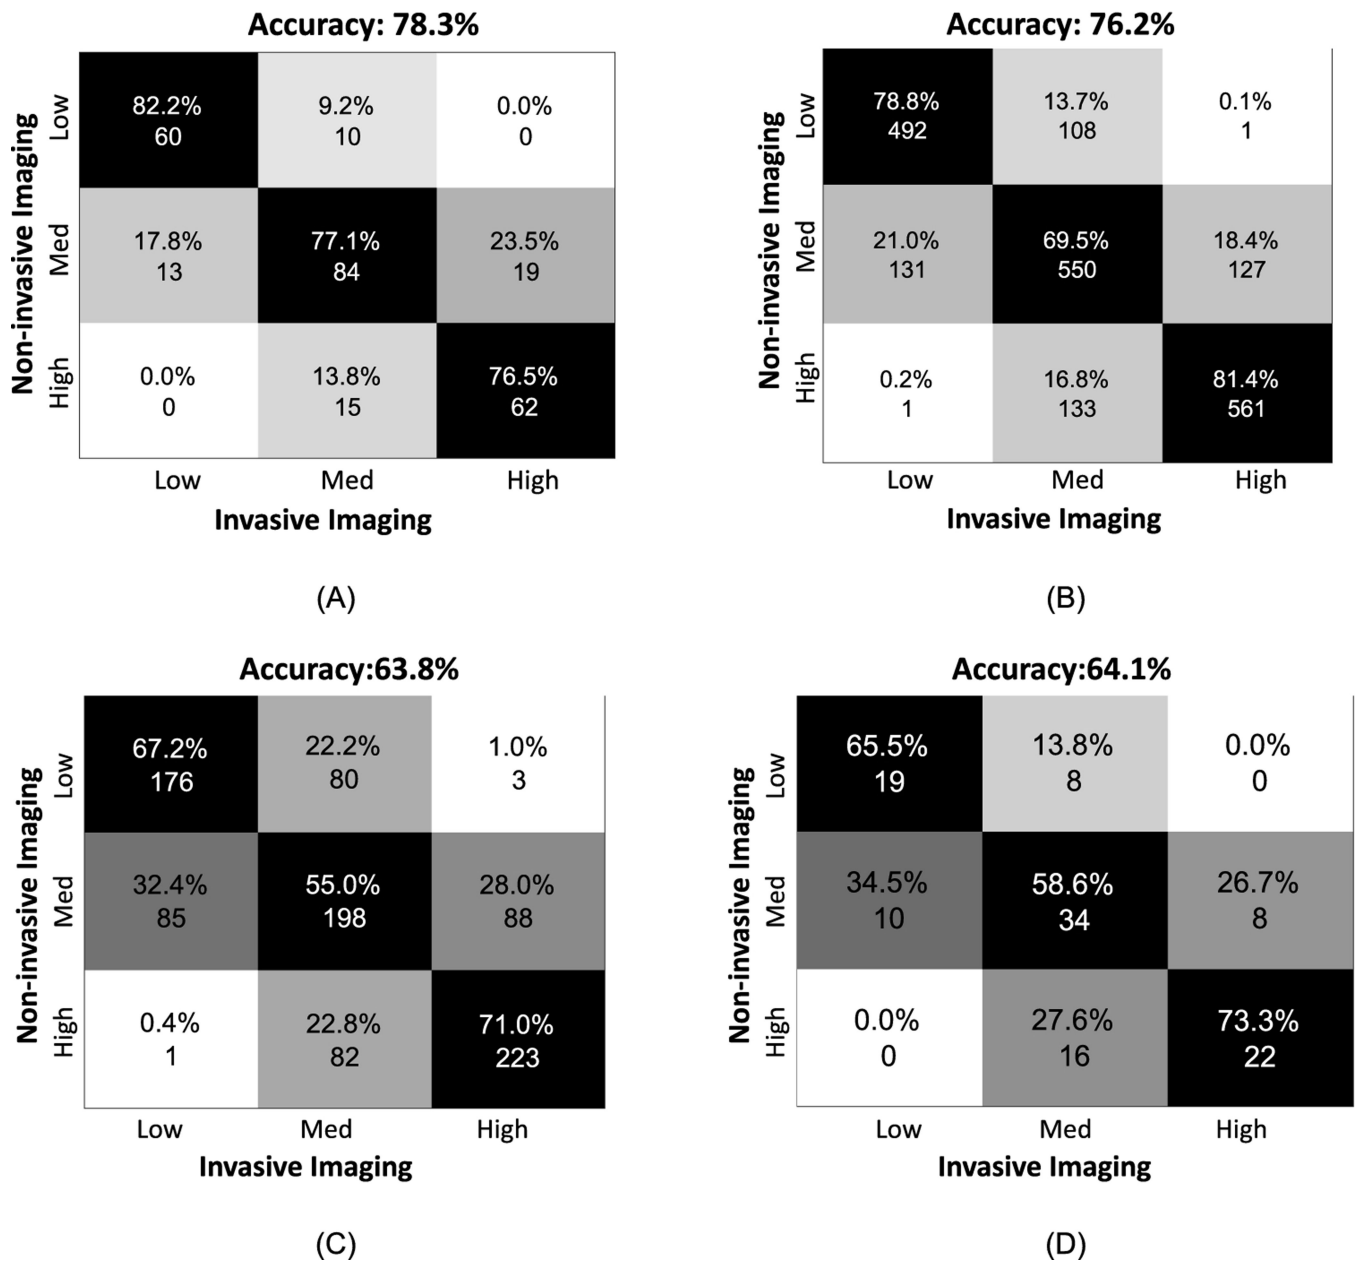 Accuracy: 78.3%
Non-invasive Imaging
Low
82.2%
60
9.2%
10
0.0%
0
Med
17.8%
13
77.1%
84
23.5%
19
High
0.0%
0
13.8%
15
76.5%
62
Low
Med
High
Invasive Imaging
(A)
Accuracy: 76.2%
Non-invasive Imaging
Low
78.8%
492
13.7%
108
0.1%
1
Med
21.0%
131
69.5%
550
18.4%
127
High
0.2%
1
16.8%
133
81.4%
561
Low
Med
High
Invasive Imaging
(B)
Accuracy:63.8%
Non-invasive Imaging
Low
67.2%
176
22.2%
80
1.0%
3
Med
32.4%
85
55.0%
198
28.0%
88
High
0.4%
1
22.8%
82
71.0%
223
Low
Med
High
Invasive Imaging
(C)
Accuracy:64.1%
Non-invasive Imaging
Low
65.5%
19
13.8%
8
0.0%
0
Med
34.5%
10
58.6%
34
26.7%
8
High
0.0%
0
27.6%
16
73.3%
22
Low
Med
High
Invasive Imaging
(D)